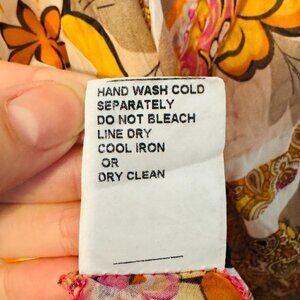 HAND WASH COLD
SEPARATELY
DO NOT BLEACH
LINE DRY
COOL IRON
OR
DRY CLEAN